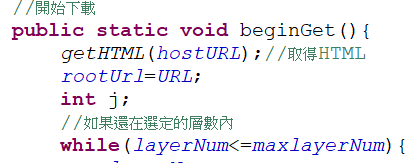 //開始下載
public static void beginGet(){
getHTML(hostURL);//取得HTML
rootUrl=URL;
int j;
//如果還在選定的層數內
while(layerNum<=maxlayerNum){